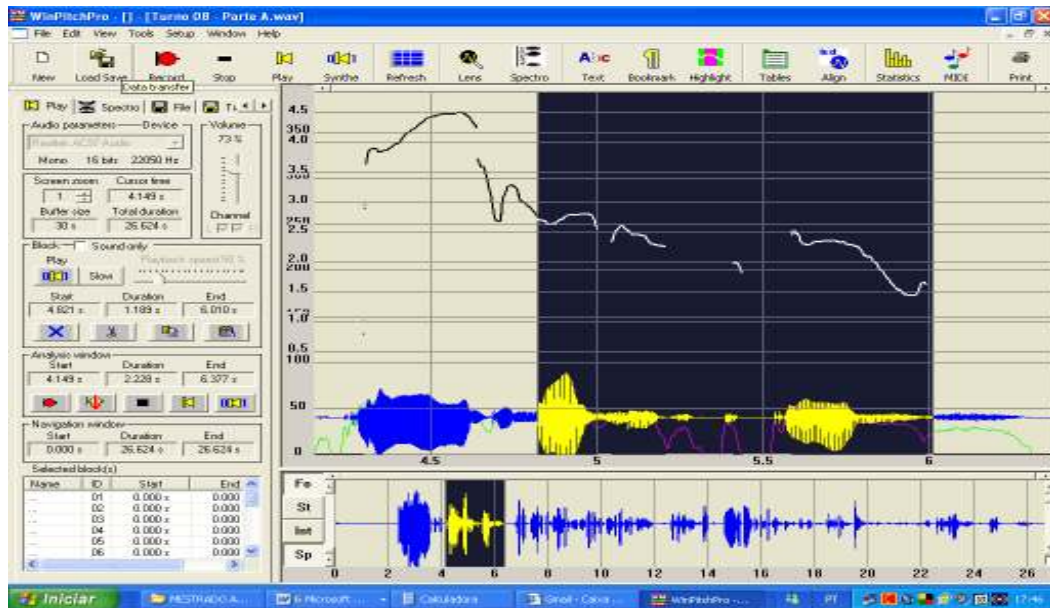 WinPitchPro - [] - [Turno 08 - Parte A.wav]
File Edit View Tools Setup Window Help
New Load Save Record Stop Play Synthe Refresh Lens Spectro Text Bookmark Highlight Tables Align Statistics MIDI Print
Data transfer
Play Spectro File
Audio parameters Device Volume
73 %
Mono 16 bits 22050 Hz
Screen zoom Cursor time
1 4.149 s
Buffer size Total duration Channel
30 s 26.624 s
Block Sound only
Play
Slow
Start Duration End
4.821 s 1.189 s 6.010 s
Analysis window
Start Duration End
4.149 s 2.228 s 6.377 s
Navigation window
Start Duration End
0.000 s 26.624 s 26.624 s
Selected block(s)
Name ID Start End
... 01 0.000 s 0.000
... 02 0.000 s 0.000
... 03 0.000 s 0.000
... 04 0.000 s 0.000
... 05 0.000 s 0.000
... 06 0.000 s 0.000
4.5
350
4.0
3.5
3.0
250
2.5
2.0
200
1.5
1.0
0.5
100
50
0
4.5 5 5.5 6
Fo
St
Int
Sp
0 2 4 6 8 10 12 14 16 18 20 22 24 26
Iniciar MESTRADO A... 6 Microsoft ... Calculadora Gmail - Caixa ... WinPitchPro -... PT 17:46